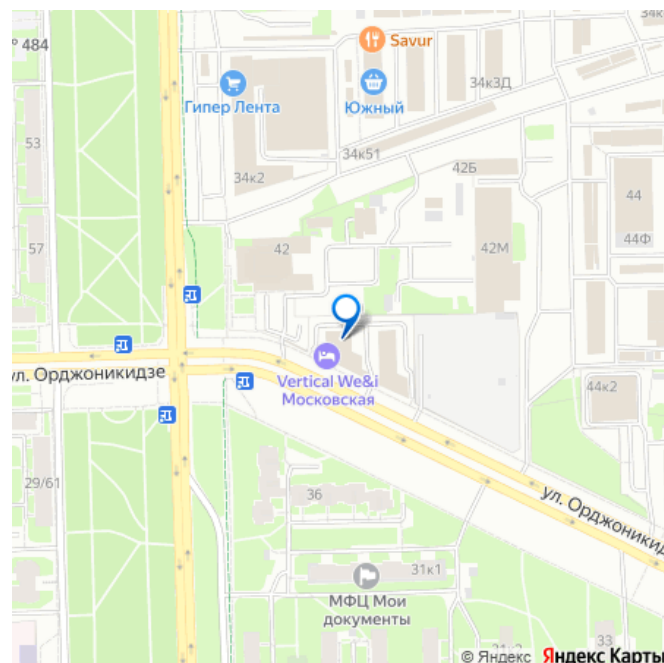 ° 484
Savur
34к3Д
Гипер Лента
Южный
53
34к51
42Б
34к2
44
57
42
42М
44Ф
ул. Орджоникидзе
Vertical We&i
Московская
44к2
29/61
36
ул. Орджоникид
31к1
МФЦ Мои
документы
33
© Яндекс Яндекс Карты